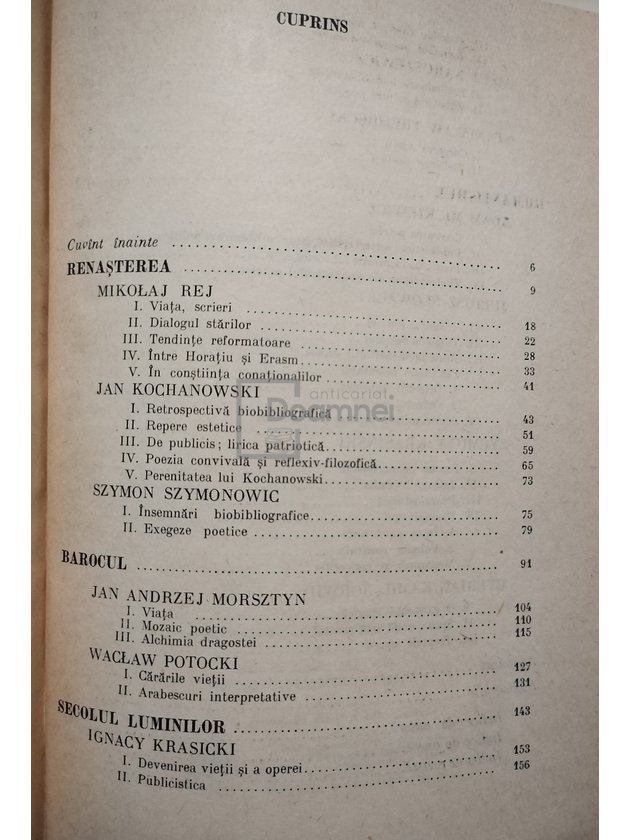 CUPRINS
Cuvînt înainte ........ 6
RENAȘTEREA ........ 9
MIKOŁAJ REJ
I. Viața, scrieri ........ 18
II. Dialogul stărilor ........ 22
III. Tendințe reformatoare ........ 28
IV. Între Horațiu și Erasm ........ 33
V. În conștiința conaționalilor ........ 41
JAN KOCHANOWSKI
I. Retrospectivă biobibliografică ........ 43
II. Repere estetice ........ 51
III. De publicis; lirica patriotică ........ 59
IV. Poezia convivală și reflexiv-filozofică ........ 65
V. Perenitatea lui Kochanowski ........ 73
SZYMON SZYMONOWIC
I. Însemnări biobibliografice ........ 75
II. Exegeze poetice ........ 79
BAROCUL ........ 91
JAN ANDRZEJ MORSZTYN
I. Viața ........ 104
II. Mozaic poetic ........ 110
III. Alchimia dragostei ........ 115
WACŁAW POTOCKI
I. Cărările vieții ........ 127
II. Arabescuri interpretative ........ 131
SECOLUL LUMINILOR ........ 143
IGNACY KRASICKI
I. Devenirea vieții și a operei ........ 153
II. Publicistica ........ 156
anticariat
Doamnei